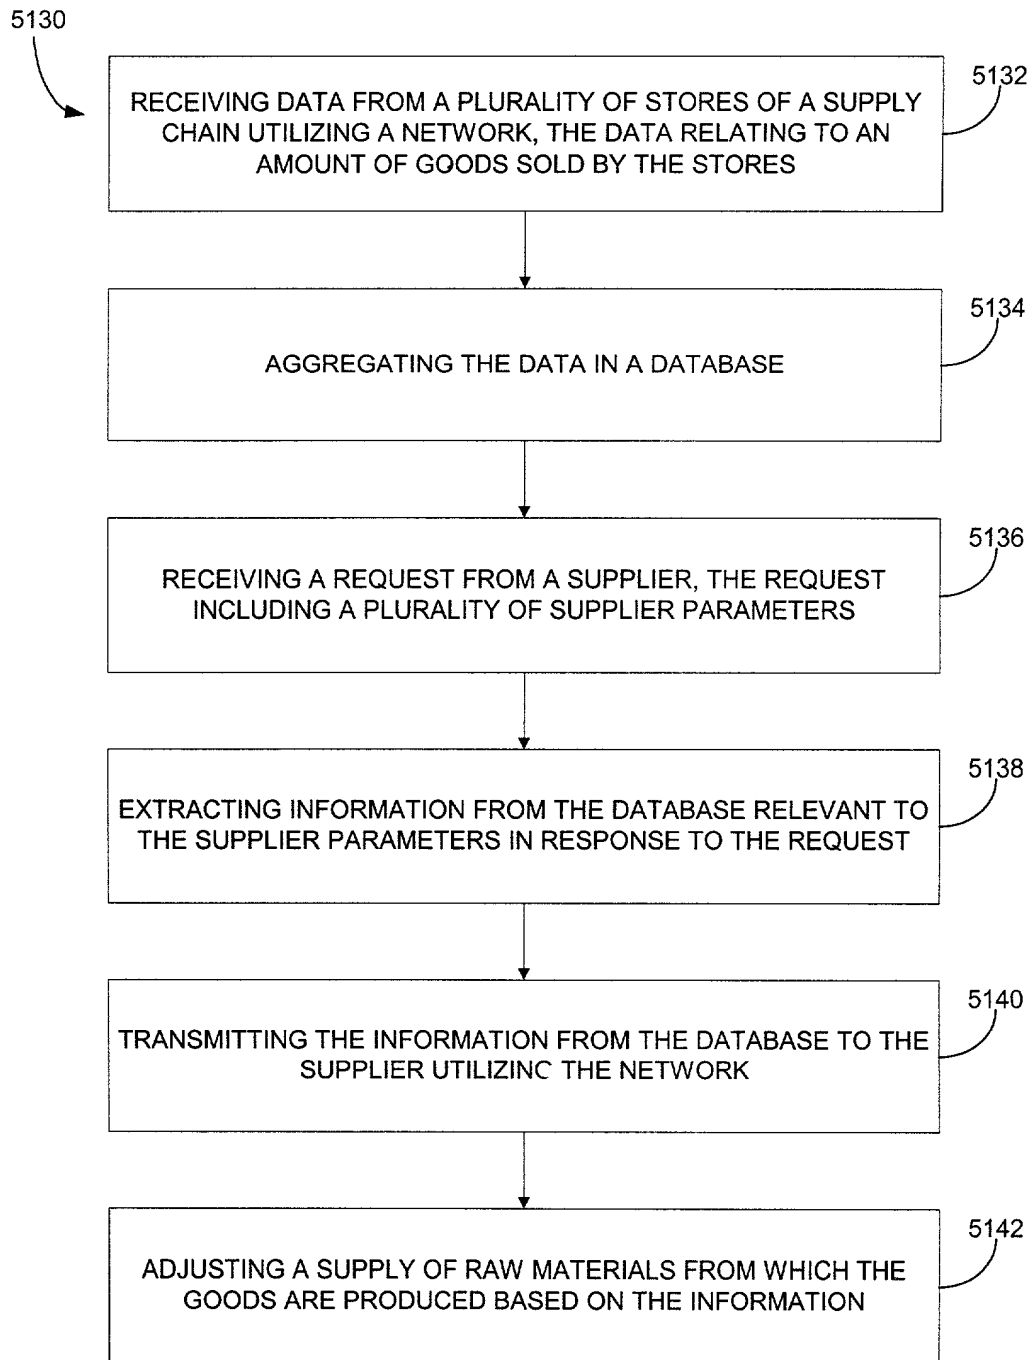 5130
5132
RECEIVING DATA FROM A PLURALITY OF STORES OF A SUPPLY
CHAIN UTILIZING A NETWORK, THE DATA RELATING TO AN
AMOUNT OF GOODS SOLD BY THE STORES
5134
AGGREGATING THE DATA IN A DATABASE
5136
RECEIVING A REQUEST FROM A SUPPLIER, THE REQUEST
INCLUDING A PLURALITY OF SUPPLIER PARAMETERS
5138
EXTRACTING INFORMATION FROM THE DATABASE RELEVANT TO
THE SUPPLIER PARAMETERS IN RESPONSE TO THE REQUEST
5140
TRANSMITTING THE INFORMATION FROM THE DATABASE TO THE
SUPPLIER UTILIZING THE NETWORK
5142
ADJUSTING A SUPPLY OF RAW MATERIALS FROM WHICH THE
GOODS ARE PRODUCED BASED ON THE INFORMATION